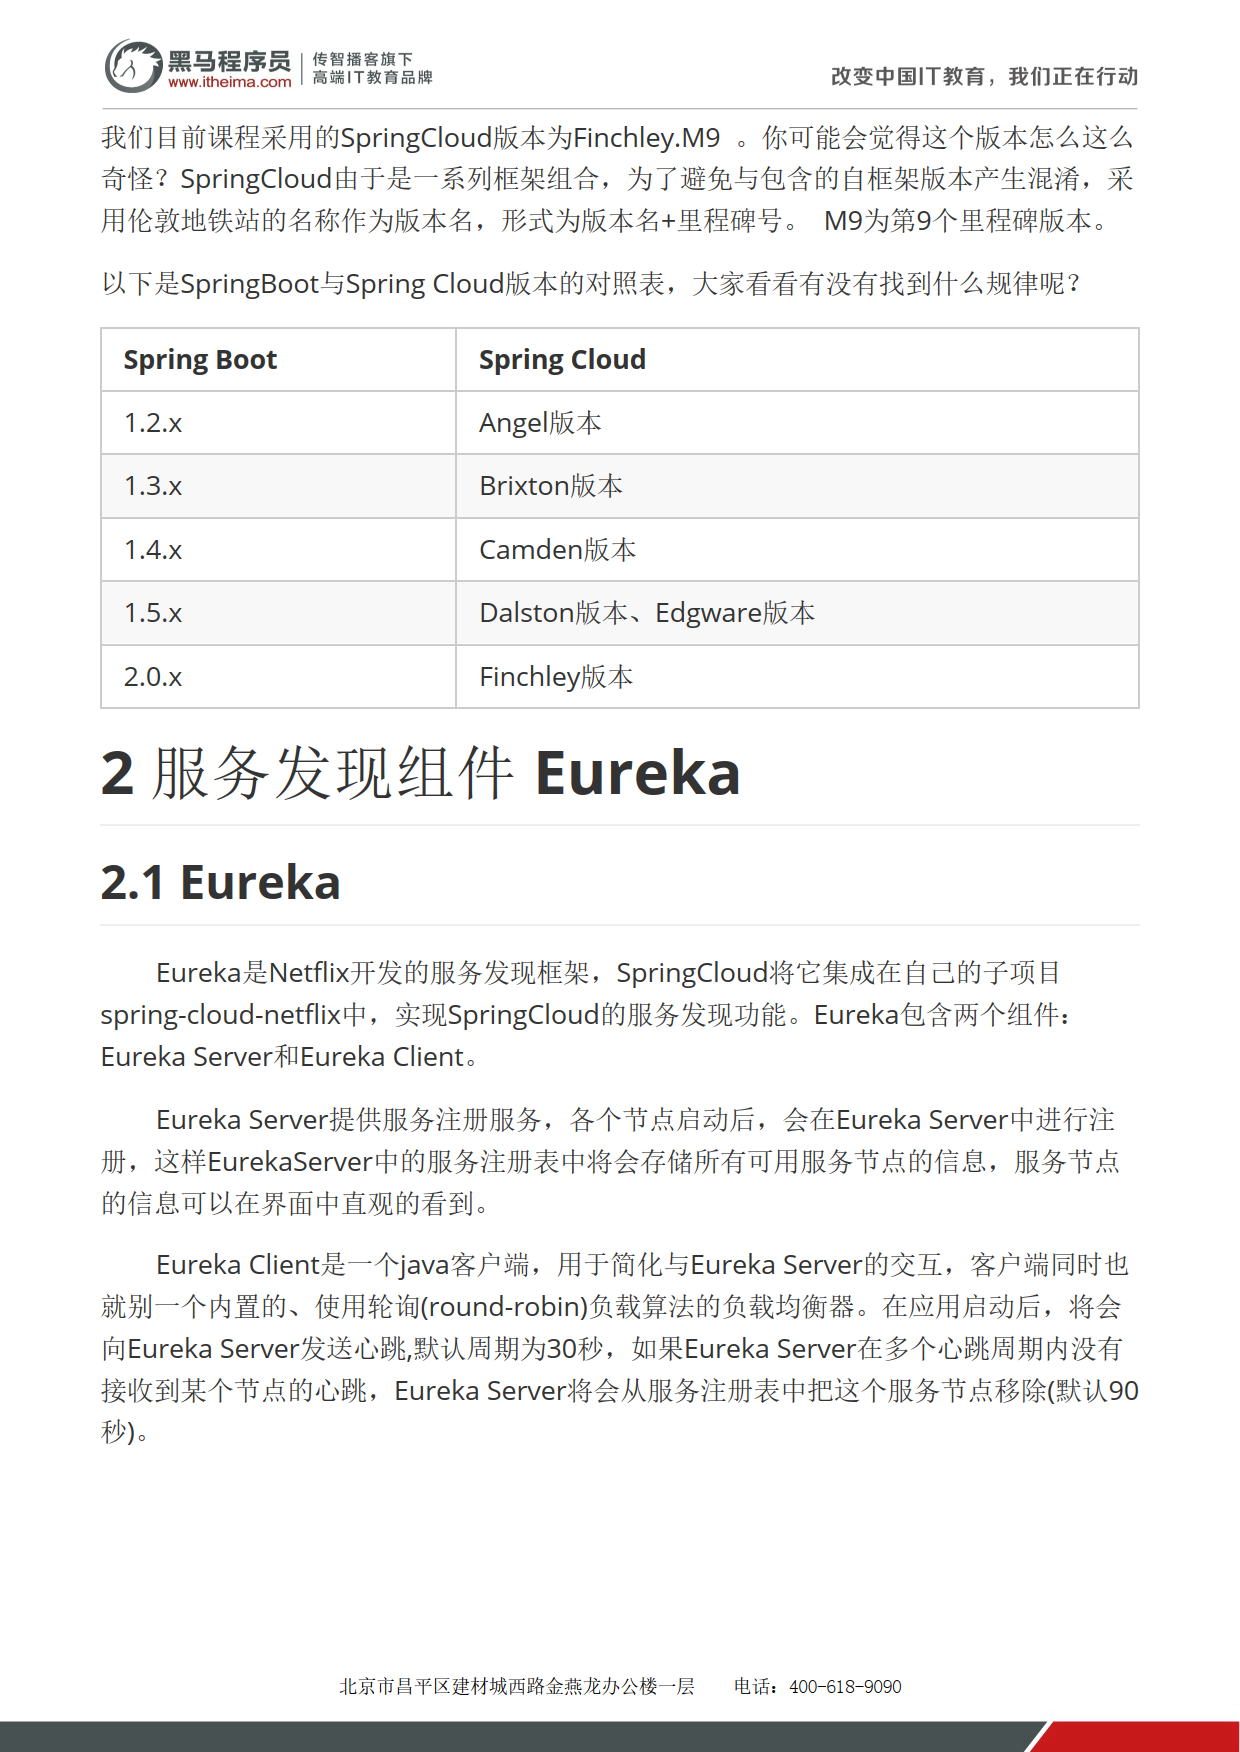 黑马程序员
www.itheima.com
传智播客旗下
高端IT教育品牌
改变中国IT教育，我们正在行动
我们目前课程采用的SpringCloud版本为Finchley.M9 。你可能会觉得这个版本怎么这么
奇怪？SpringCloud由于是一系列框架组合，为了避免与包含的自框架版本产生混淆，采
用伦敦地铁站的名称作为版本名，形式为版本名+里程碑号。 M9为第9个里程碑版本。
以下是SpringBoot与Spring Cloud版本的对照表，大家看看有没有找到什么规律呢？
Spring Boot Spring Cloud
1.2.x Angel版本
1.3.x Brixton版本
1.4.x Camden版本
1.5.x Dalston版本、Edgware版本
2.0.x Finchley版本
2 服务发现组件 Eureka
2.1 Eureka
Eureka是Netflix开发的服务发现框架，SpringCloud将它集成在自己的子项目
spring-cloud-netflix中，实现SpringCloud的服务发现功能。Eureka包含两个组件：
Eureka Server和Eureka Client。
Eureka Server提供服务注册服务，各个节点启动后，会在Eureka Server中进行注
册，这样EurekaServer中的服务注册表中将会存储所有可用服务节点的信息，服务节点
的信息可以在界面中直观的看到。
Eureka Client是一个java客户端，用于简化与Eureka Server的交互，客户端同时也
就别一个内置的、使用轮询(round-robin)负载算法的负载均衡器。在应用启动后，将会
向Eureka Server发送心跳,默认周期为30秒，如果Eureka Server在多个心跳周期内没有
接收到某个节点的心跳，Eureka Server将会从服务注册表中把这个服务节点移除(默认90
秒)。
北京市昌平区建材城西路金燕龙办公楼一层 电话：400-618-9090